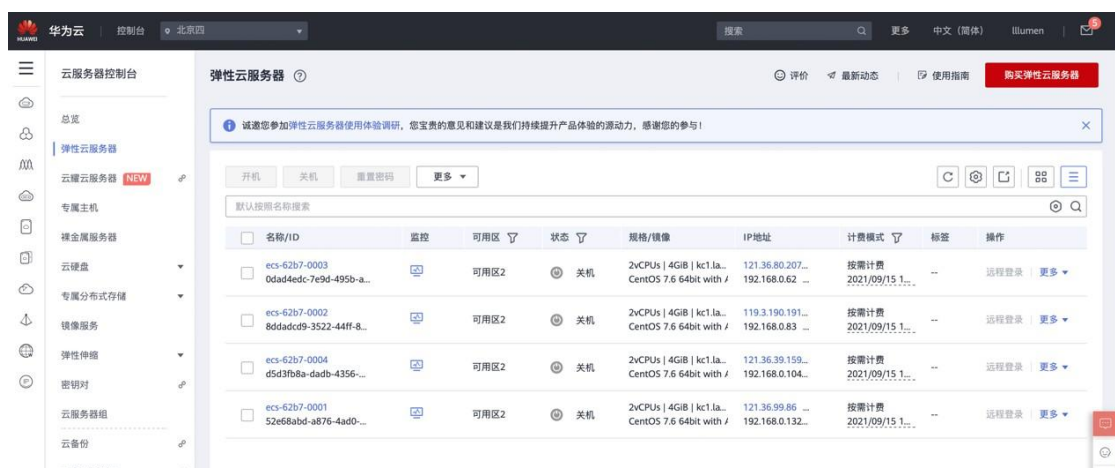 HUAWEI 华为云 控制台 北京四 搜索 更多 中文（简体） Illumen 5
云服务器控制台
总览
弹性云服务器
云耀云服务器 NEW
专属主机
裸金属服务器
云硬盘
专属分布式存储
镜像服务
弹性伸缩
密钥对
云服务器组
云备份
弹性云服务器 评价 最新动态 使用指南 购买弹性云服务器
诚邀您参加弹性云服务器使用体验调研，您宝贵的意见和建议是我们持续提升产品体验的源动力，感谢您的参与！
开机 关机 重置密码 更多
默认按照名称搜索
名称/ID 监控 可用区 状态 规格/镜像 IP地址 计费模式 标签 操作
ecs-62b7-0003 可用区2 关机 2vCPUs | 4GiB | kc1.la... 121.36.80.207... 按需计费 -- 远程登录 更多
0dad4edc-7e9d-495b-a... CentOS 7.6 64bit with 192.168.0.62 ... 2021/09/15 1...
ecs-62b7-0002 可用区2 关机 2vCPUs | 4GiB | kc1.la... 119.3.190.191... 按需计费 -- 远程登录 更多
8ddadcd9-3522-44ff-8... CentOS 7.6 64bit with 192.168.0.83 ... 2021/09/15 1...
ecs-62b7-0004 可用区2 关机 2vCPUs | 4GiB | kc1.la... 121.36.39.159... 按需计费 -- 远程登录 更多
d5d3fb8a-dadb-4356-... CentOS 7.6 64bit with 192.168.0.104... 2021/09/15 1...
ecs-62b7-0001 可用区2 关机 2vCPUs | 4GiB | kc1.la... 121.36.99.86 ... 按需计费 -- 远程登录 更多
52e68abd-a876-4ad0-... CentOS 7.6 64bit with 192.168.0.132... 2021/09/15 1...